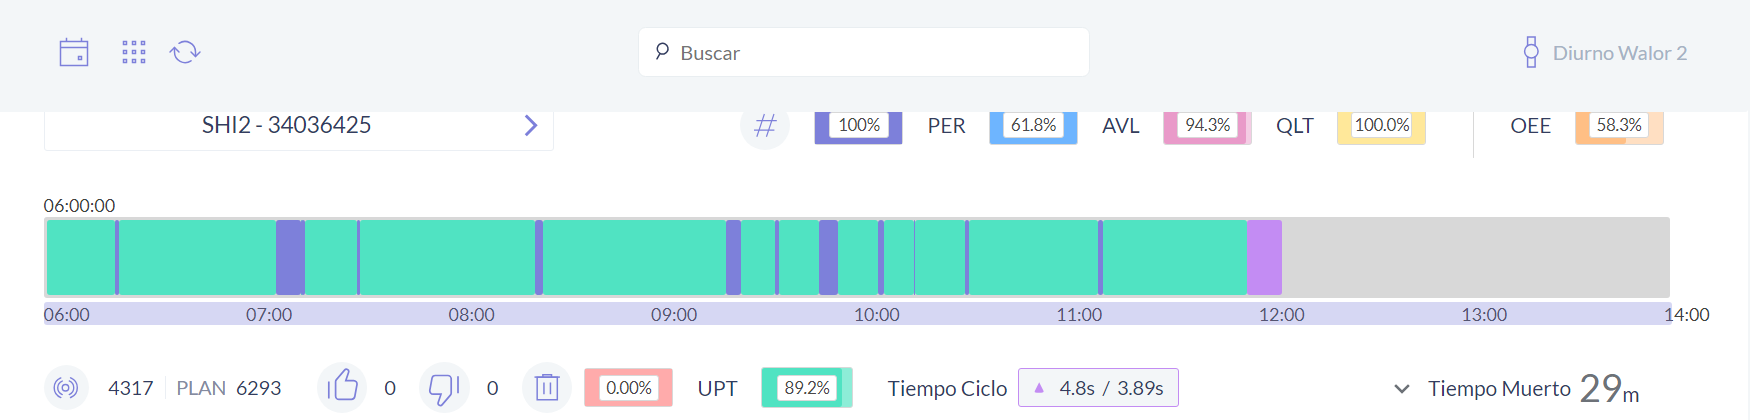 Buscar
Diurno Walor 2
SHI2 - 34036425
# 100% PER 61.8% AVL 94.3% QLT 100.0% OEE 58.3%
06:00:00
06:00 07:00 08:00 09:00 10:00 11:00 12:00 13:00 14:00
4317 PLAN 6293 0 0 0.00% UPT 89.2% Tiempo Ciclo 4.8s / 3.89s Tiempo Muerto 29m